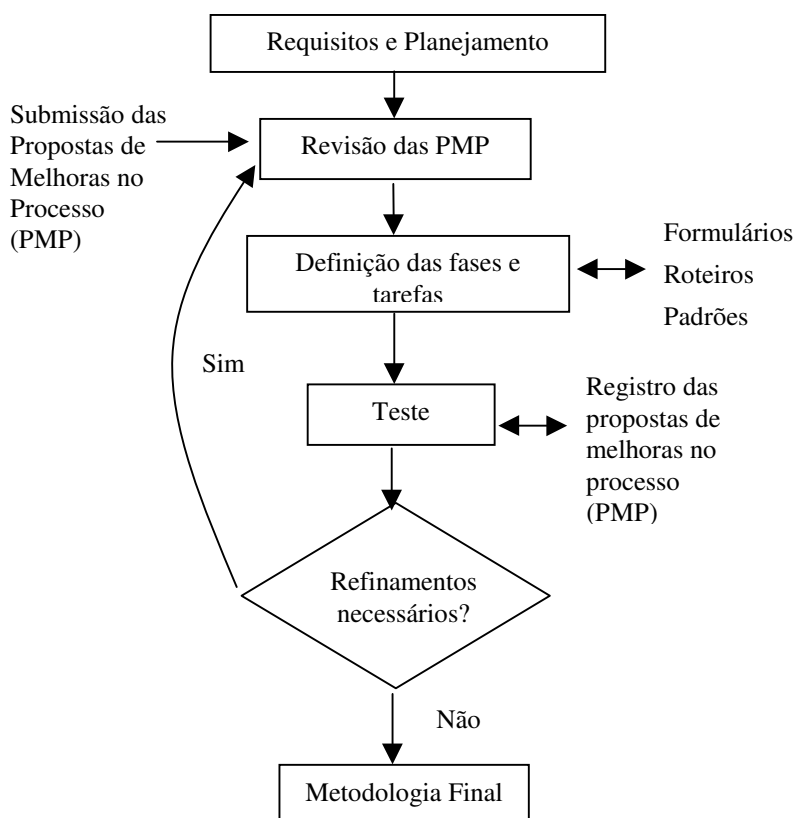 Requisitos e Planejamento
Submissão das
Propostas de
Melhoras no
Processo
(PMP)
Revisão das PMP
Definição das fases e
tarefas
Formulários
Roteiros
Padrões
Sim
Teste
Registro das
propostas de
melhoras no
processo
(PMP)
Refinamentos
necessários?
Não
Metodologia Final